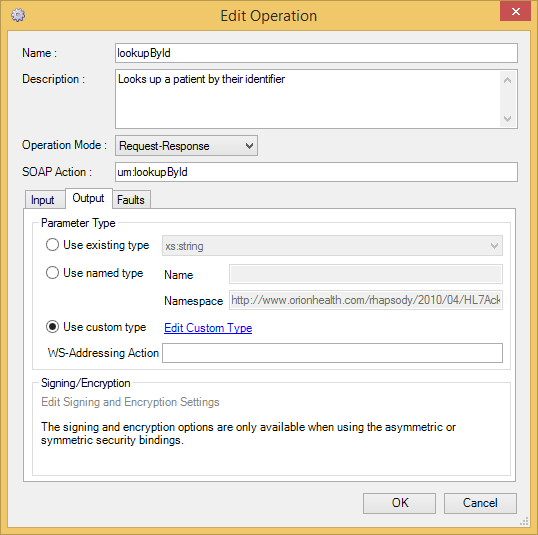 Edit Operation
Name :
lookupById
Description :
Looks up a patient by their identifier
Operation Mode :
Request-Response
SOAP Action :
um:lookupById
Input Output Faults
Parameter Type
Use existing type
xs:string
Use named type
Name
Namespace
http://www.orionhealth.com/rhapsody/2010/04/HL7Ack
Use custom type
Edit Custom Type
WS-Addressing Action
Signing/Encryption
Edit Signing and Encryption Settings
The signing and encryption options are only available when using the asymmetric or
symmetric security bindings.
OK Cancel